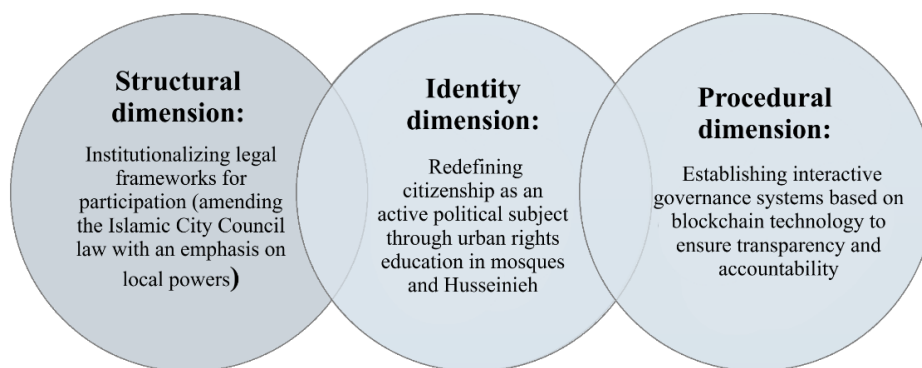 Structural
dimension:
Institutionalizing legal
frameworks for
participation (amending
the Islamic City Council
law with an emphasis on
local powers)
Identity
dimension:
Redefining
citizenship as an
active political subject
through urban rights
education in mosques
and Husseinieh
Procedural
dimension:
Establishing interactive
governance systems based on
blockchain technology to
ensure transparency and
accountability